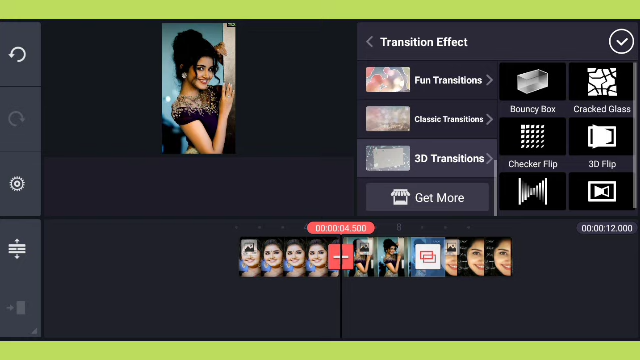 Transition Effect
Fun Transitions
Classic Transitions
3D Transitions
Get More
Bouncy Box
Cracked Glass
Checker Flip
3D Flip
00:00:04.500
00:00:12.000